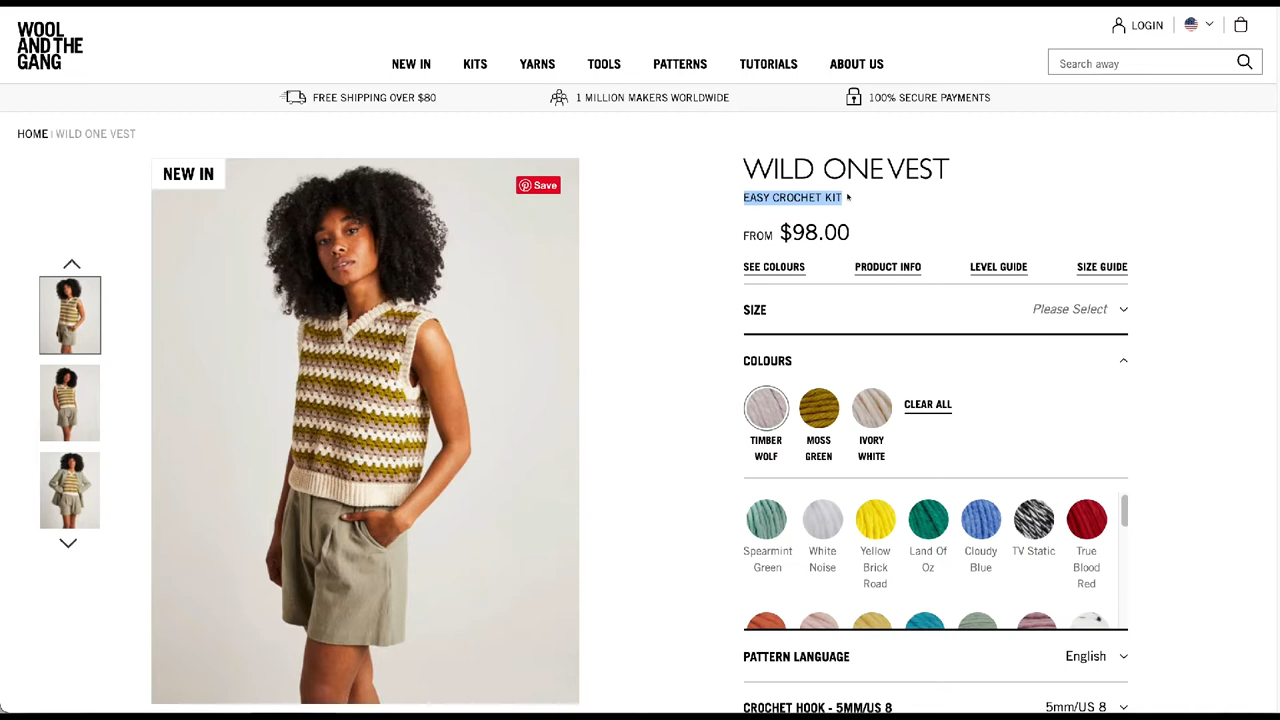 WOOL
AND THE
GANG
LOGIN
NEW IN
KITS
YARNS
TOOLS
PATTERNS
TUTORIALS
ABOUT US
Search away
FREE SHIPPING OVER $80
1 MILLION MAKERS WORLDWIDE
100% SECURE PAYMENTS
HOME | WILD ONE VEST
NEW IN
Save
WILD ONE VEST
EASY CROCHET KIT
FROM $98.00
SEE COLOURS
PRODUCT INFO
LEVEL GUIDE
SIZE GUIDE
SIZE
Please Select
COLOURS
TIMBER
WOLF
MOSS
GREEN
IVORY
WHITE
CLEAR ALL
Spearmint
Green
White
Noise
Yellow
Brick
Road
Land Of
Oz
Cloudy
Blue
TV Static
True
Blood
Red
PATTERN LANGUAGE
English
CROCHET HOOK - 5MM/US 8
5mm/US 8